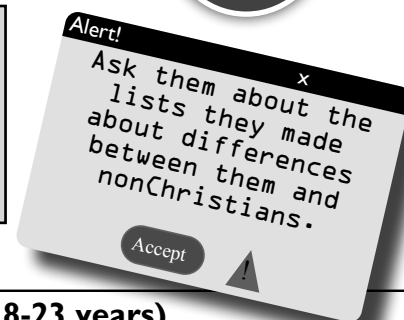 Alert!
x
Ask them about the
lists they made
about differences
between them and
nonChristians.
Accept
!
8-23 years)